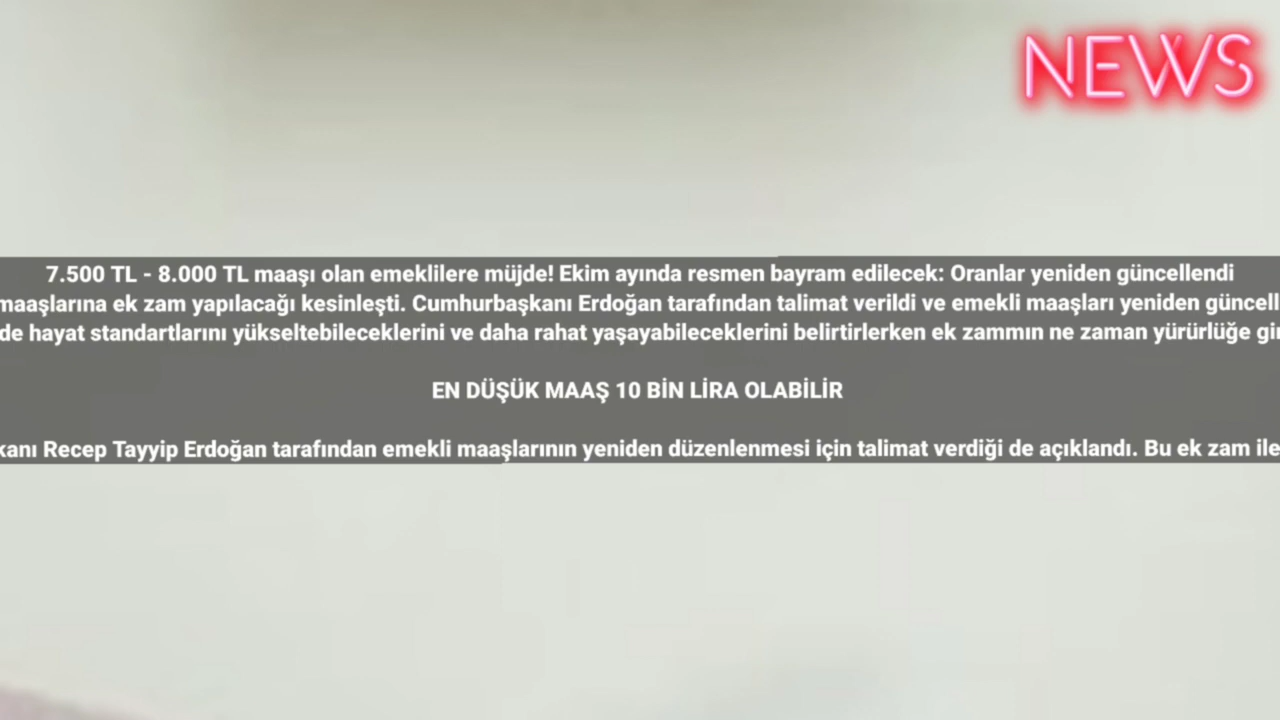 NEWS
7.500 TL - 8.000 TL maaşı olan emeklilere müjde! Ekim ayında resmen bayram edilecek: Oranlar yeniden güncellendi
maaşlarına ek zam yapılacağı kesinleşti. Cumhurbaşkanı Erdoğan tarafından talimat verildi ve emekli maaşları yeniden güncell
de hayat standartlarını yükseltebileceklerini ve daha rahat yaşayabileceklerini belirtirlerken ek zammın ne zaman yürürlüğe gir
EN DÜŞÜK MAAŞ 10 BİN LİRA OLABİLİR
kanı Recep Tayyip Erdoğan tarafından emekli maaşlarının yeniden düzenlenmesi için talimat verdiği de açıklandı. Bu ek zam ile